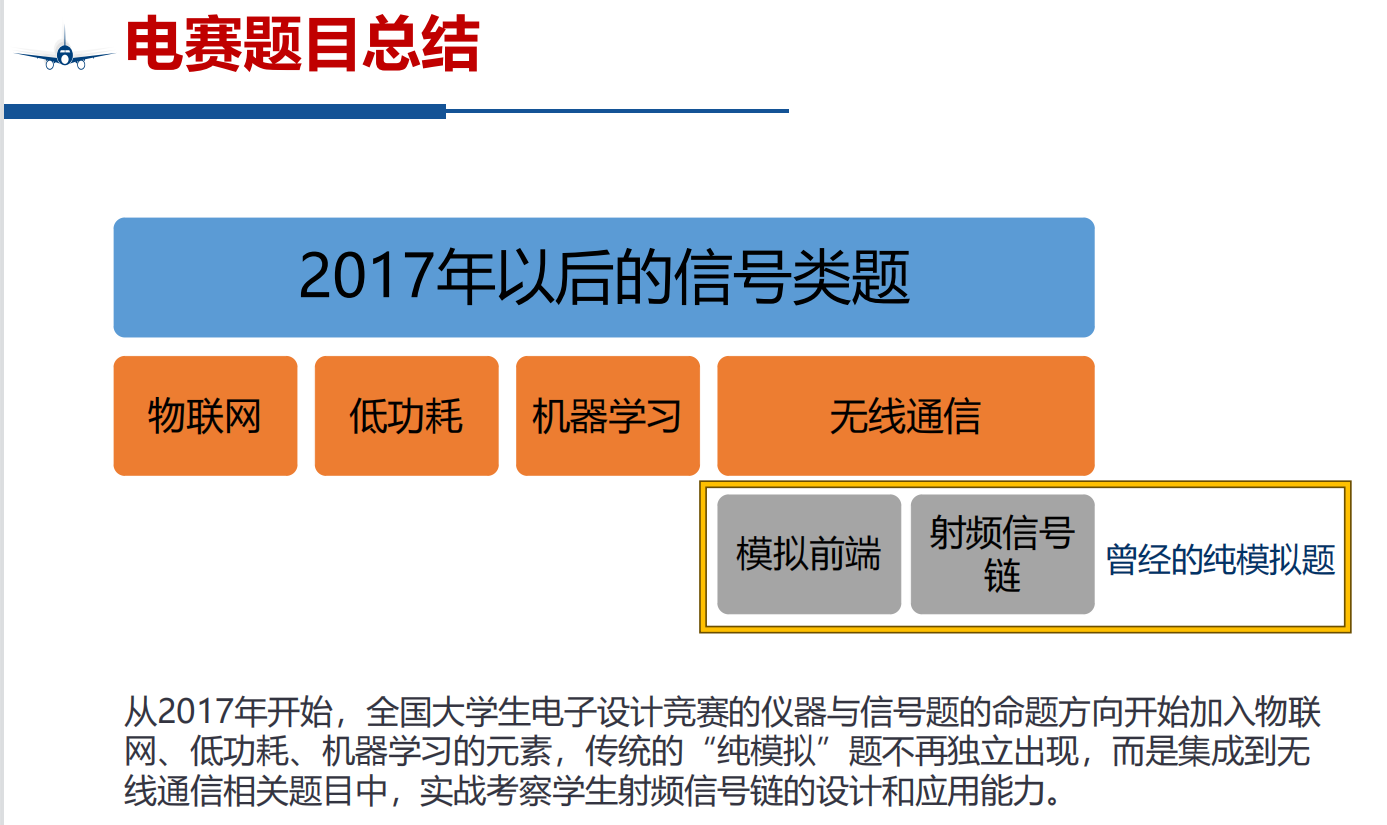 电赛题目总结
2017年以后的信号类题
物联网
低功耗
机器学习
无线通信
模拟前端
射频信号
链
曾经的纯模拟题
从2017年开始，全国大学生电子设计竞赛的仪器与信号题的命题方向开始加入物联
网、低功耗、机器学习的元素，传统的“纯模拟”题不再独立出现，而是集成到无
线通信相关题目中，实战考察学生射频信号链的设计和应用能力。